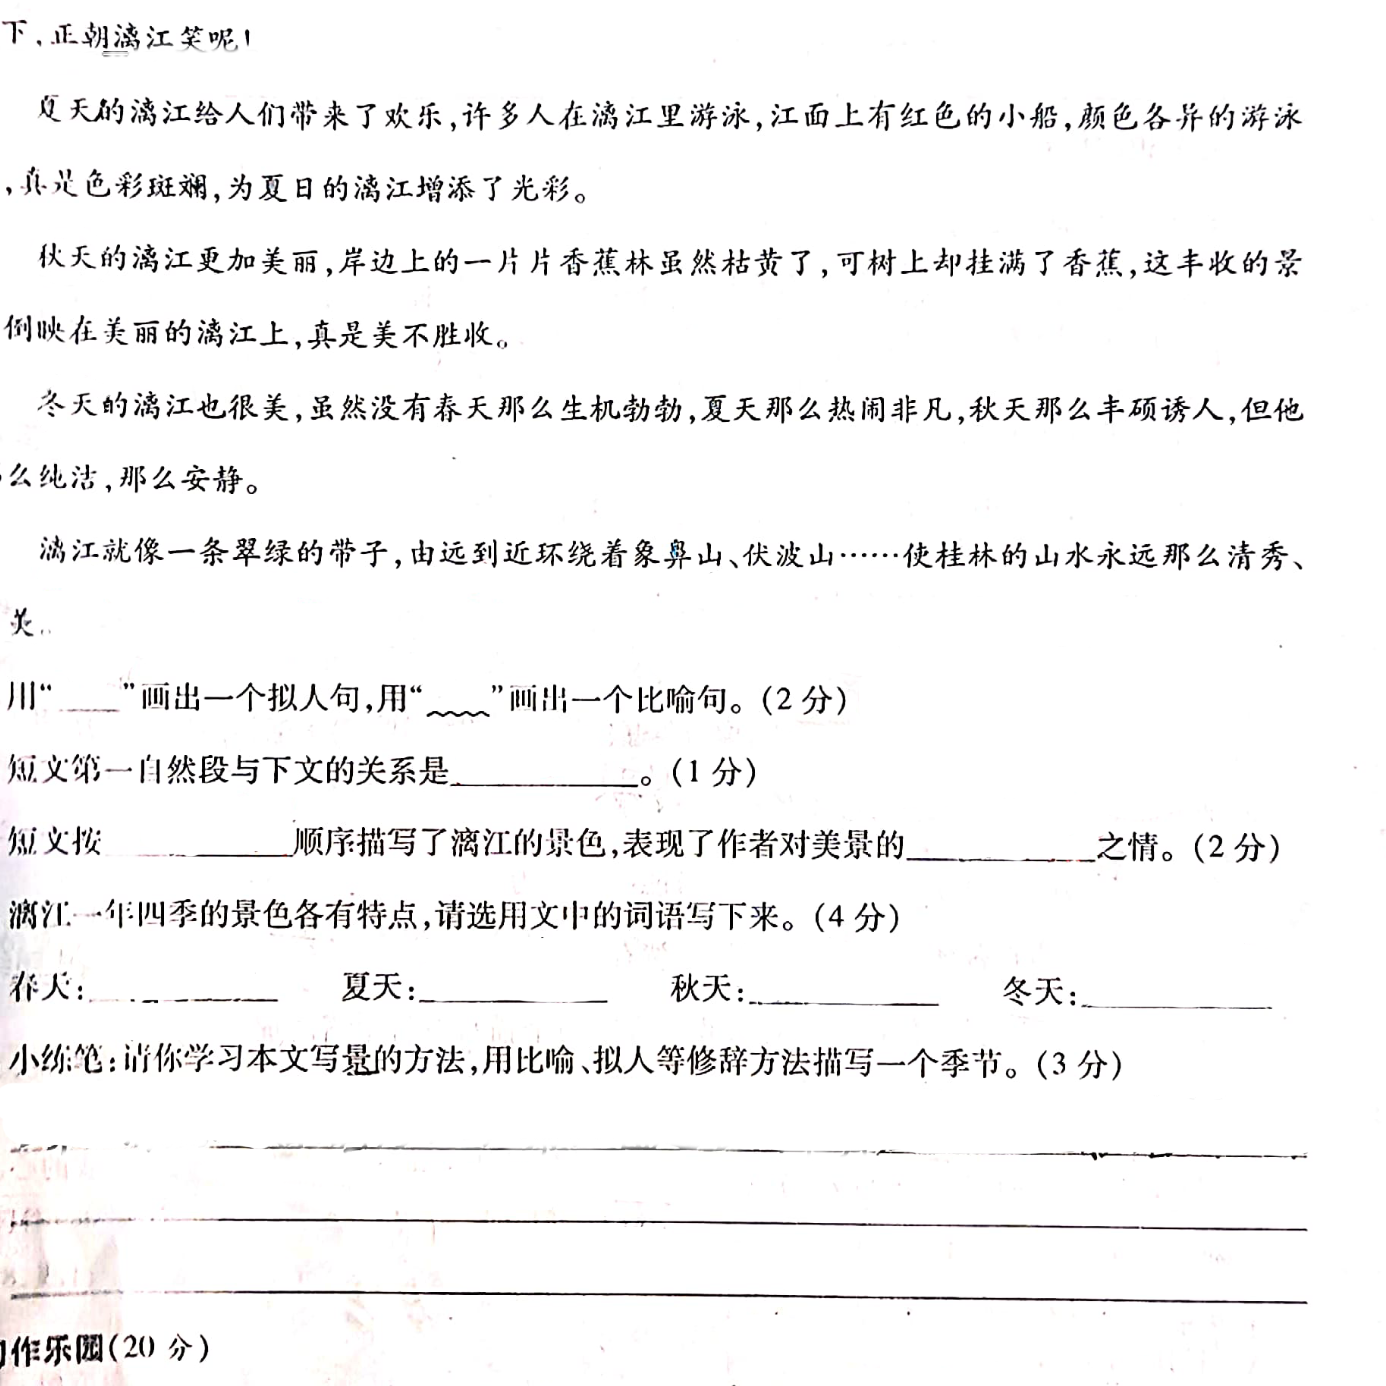 下,正朝漓江笑呢!
夏天的漓江给人们带来了欢乐,许多人在漓江里游泳,江面上有红色的小船,颜色各异的游泳
,真是色彩斑斓,为夏日的漓江增添了光彩。
秋天的漓江更加美丽,岸边上的一片片香蕉林虽然枯黄了,可树上却挂满了香蕉,这丰收的景
倒映在美丽的漓江上,真是美不胜收。
冬天的漓江也很美,虽然没有春天那么生机勃勃,夏天那么热闹非凡,秋天那么丰硕诱人,但他
么纯洁,那么安静。
漓江就像一条翠绿的带子,由远到近环绕着象鼻山、伏波山……使桂林的山水永远那么清秀、
美。
用“___”画出一个拟人句,用“___”画出一个比喻句。(2分)
短文第一自然段与下文的关系是____________。(1分)
短文按____________顺序描写了漓江的景色,表现了作者对美景的____________之情。(2分)
漓江一年四季的景色各有特点,请选用文中的词语写下来。(4分)
春天:____________ 夏天:____________ 秋天:____________ 冬天:____________
小练笔:请你学习本文写景的方法,用比喻、拟人等修辞方法描写一个季节。(3分)
作乐园(20分)